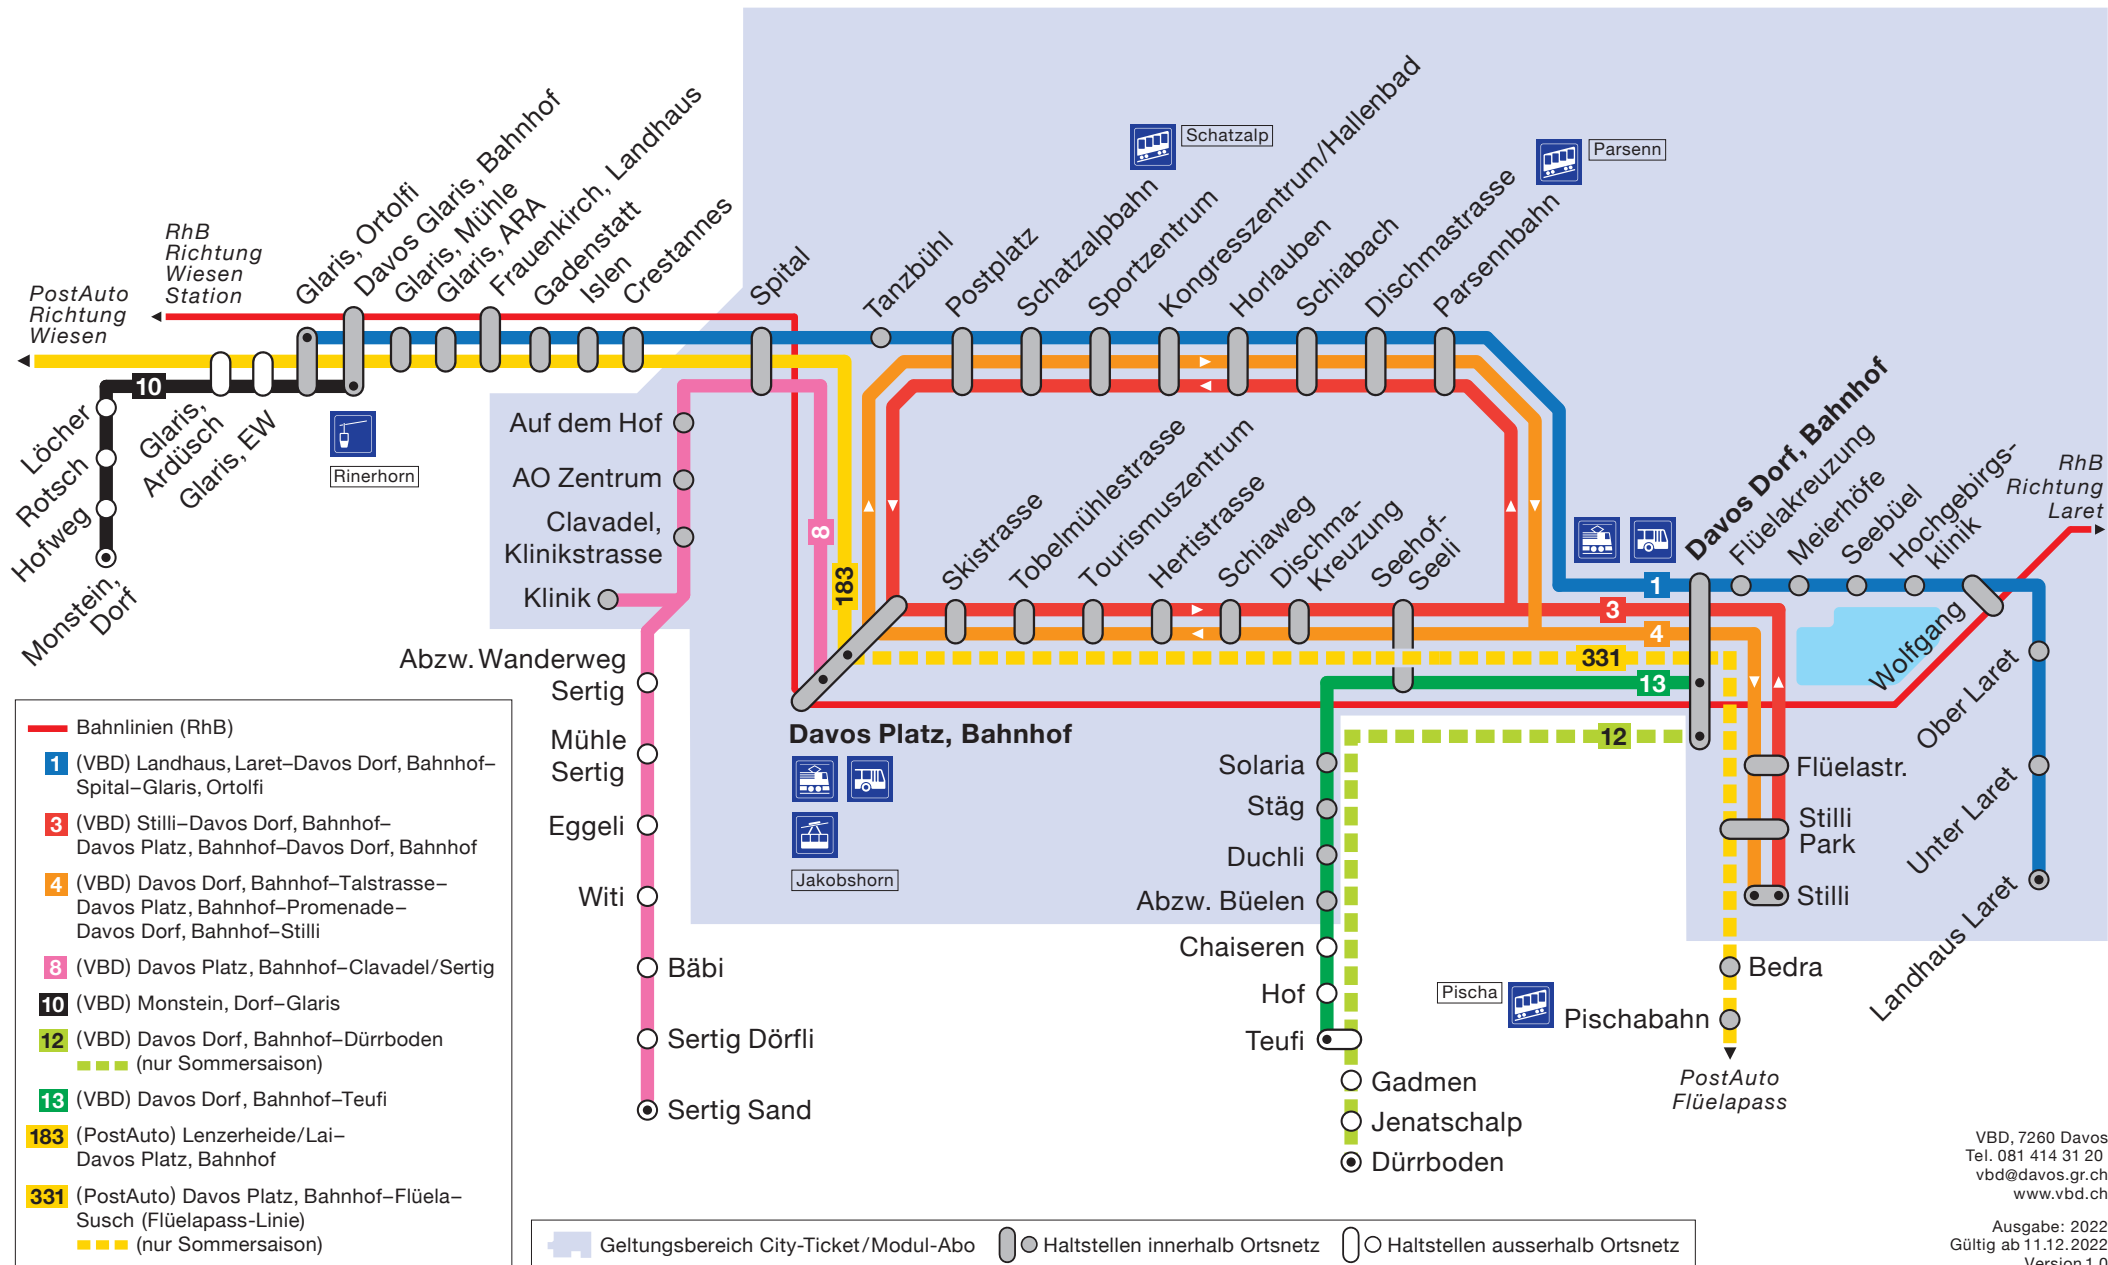 RhB
Richtung
Wiesen
Station
PostAuto
Richtung
Wiesen
Glaris, Ortolfi
Davos Glaris, Bahnhof
Glaris, Mühle
Glaris, ARA
Frauenkirch, Landhaus
Gadenstatt
Islen
Crestannes
Spital
Tanzbühl
Postplatz
Schatzalpbahn
Sportzentrum
Kongresszentrum/Hallenbad
Horlauben
Schiabach
Dischmastrasse
Parsennbahn
Schatzalp
Parsenn
10
Löcher
Rotsch
Hofweg
Monstein,
Dorf
Glaris,
Ardüsch
Glaris, EW
Rinerhorn
Auf dem Hof
AO Zentrum
Clavadel,
Klinikstrasse
Klinik
8
183
Abzw. Wanderweg
Sertig
Mühle
Sertig
Eggeli
Witi
Bäbi
Sertig Dörfli
Sertig Sand
Skistrasse
Tobelmühlestrasse
Tourismuszentrum
Hertistrasse
Schiaweg
Dischma-
Kreuzung
Seehof-
Seeli
Davos Platz, Bahnhof
Jakobshorn
1
3
4
331
13
12
Davos Dorf, Bahnhof
Flüelakreuzung
Meierhöfe
Seebüel
Hochgebirgs-
klinik
RhB
Richtung
Laret
Wolfgang
Ober Laret
Unter Laret
Landhaus Laret
Flüelastr.
Stilli
Park
Stilli
Bedra
Pischabahn
Pischa
PostAuto
Flüelapass
Solaria
Stäg
Duchli
Abzw. Büelen
Chaiseren
Hof
Teufi
Gadmen
Jenatschalp
Dürrboden
Bahnlinien (RhB)
1 (VBD) Landhaus, Laret–Davos Dorf, Bahnhof–
Spital–Glaris, Ortolfi
3 (VBD) Stilli–Davos Dorf, Bahnhof–
Davos Platz, Bahnhof–Davos Dorf, Bahnhof
4 (VBD) Davos Dorf, Bahnhof–Talstrasse–
Davos Platz, Bahnhof–Promenade–
Davos Dorf, Bahnhof–Stilli
8 (VBD) Davos Platz, Bahnhof–Clavadel/Sertig
10 (VBD) Monstein, Dorf–Glaris
12 (VBD) Davos Dorf, Bahnhof–Dürrboden
(nur Sommersaison)
13 (VBD) Davos Dorf, Bahnhof–Teufi
183 (PostAuto) Lenzerheide/Lai–
Davos Platz, Bahnhof
331 (PostAuto) Davos Platz, Bahnhof–Flüela–
Susch (Flüelapass-Linie)
(nur Sommersaison)
Geltungsbereich City-Ticket/Modul-Abo
Haltstellen innerhalb Ortsnetz
Haltstellen ausserhalb Ortsnetz
VBD, 7260 Davos
Tel. 081 414 31 20
vbd@davos.gr.ch
www.vbd.ch
Ausgabe: 2022
Gültig ab 11.12.2022
Version 1.0